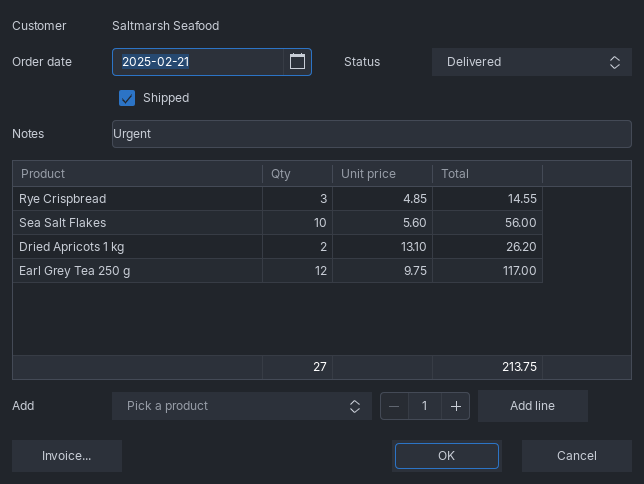 Customer Saltmarsh Seafood
Order date 2025-02-21 Status Delivered
Shipped
Notes Urgent
Product Qty Unit price Total
Rye Crispbread 3 4.85 14.55
Sea Salt Flakes 10 5.60 56.00
Dried Apricots 1 kg 2 13.10 26.20
Earl Grey Tea 250 g 12 9.75 117.00
27 213.75
Add Pick a product − 1 + Add line
Invoice... OK Cancel